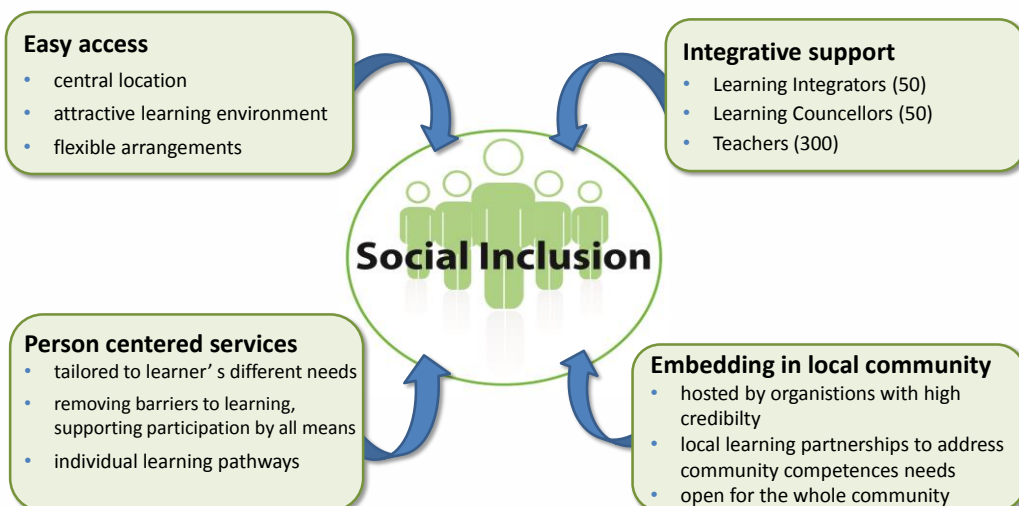 Easy access
• central location
• attractive learning environment
• flexible arrangements
Integrative support
• Learning Integrators (50)
• Learning Councellors (50)
• Teachers (300)
Social Inclusion
Person centered services
• tailored to learner' s different needs
• removing barriers to learning,
supporting participation by all means
• individual learning pathways
Embedding in local community
• hosted by organistions with high
credibilty
• local learning partnerships to address
community competences needs
• open for the whole community